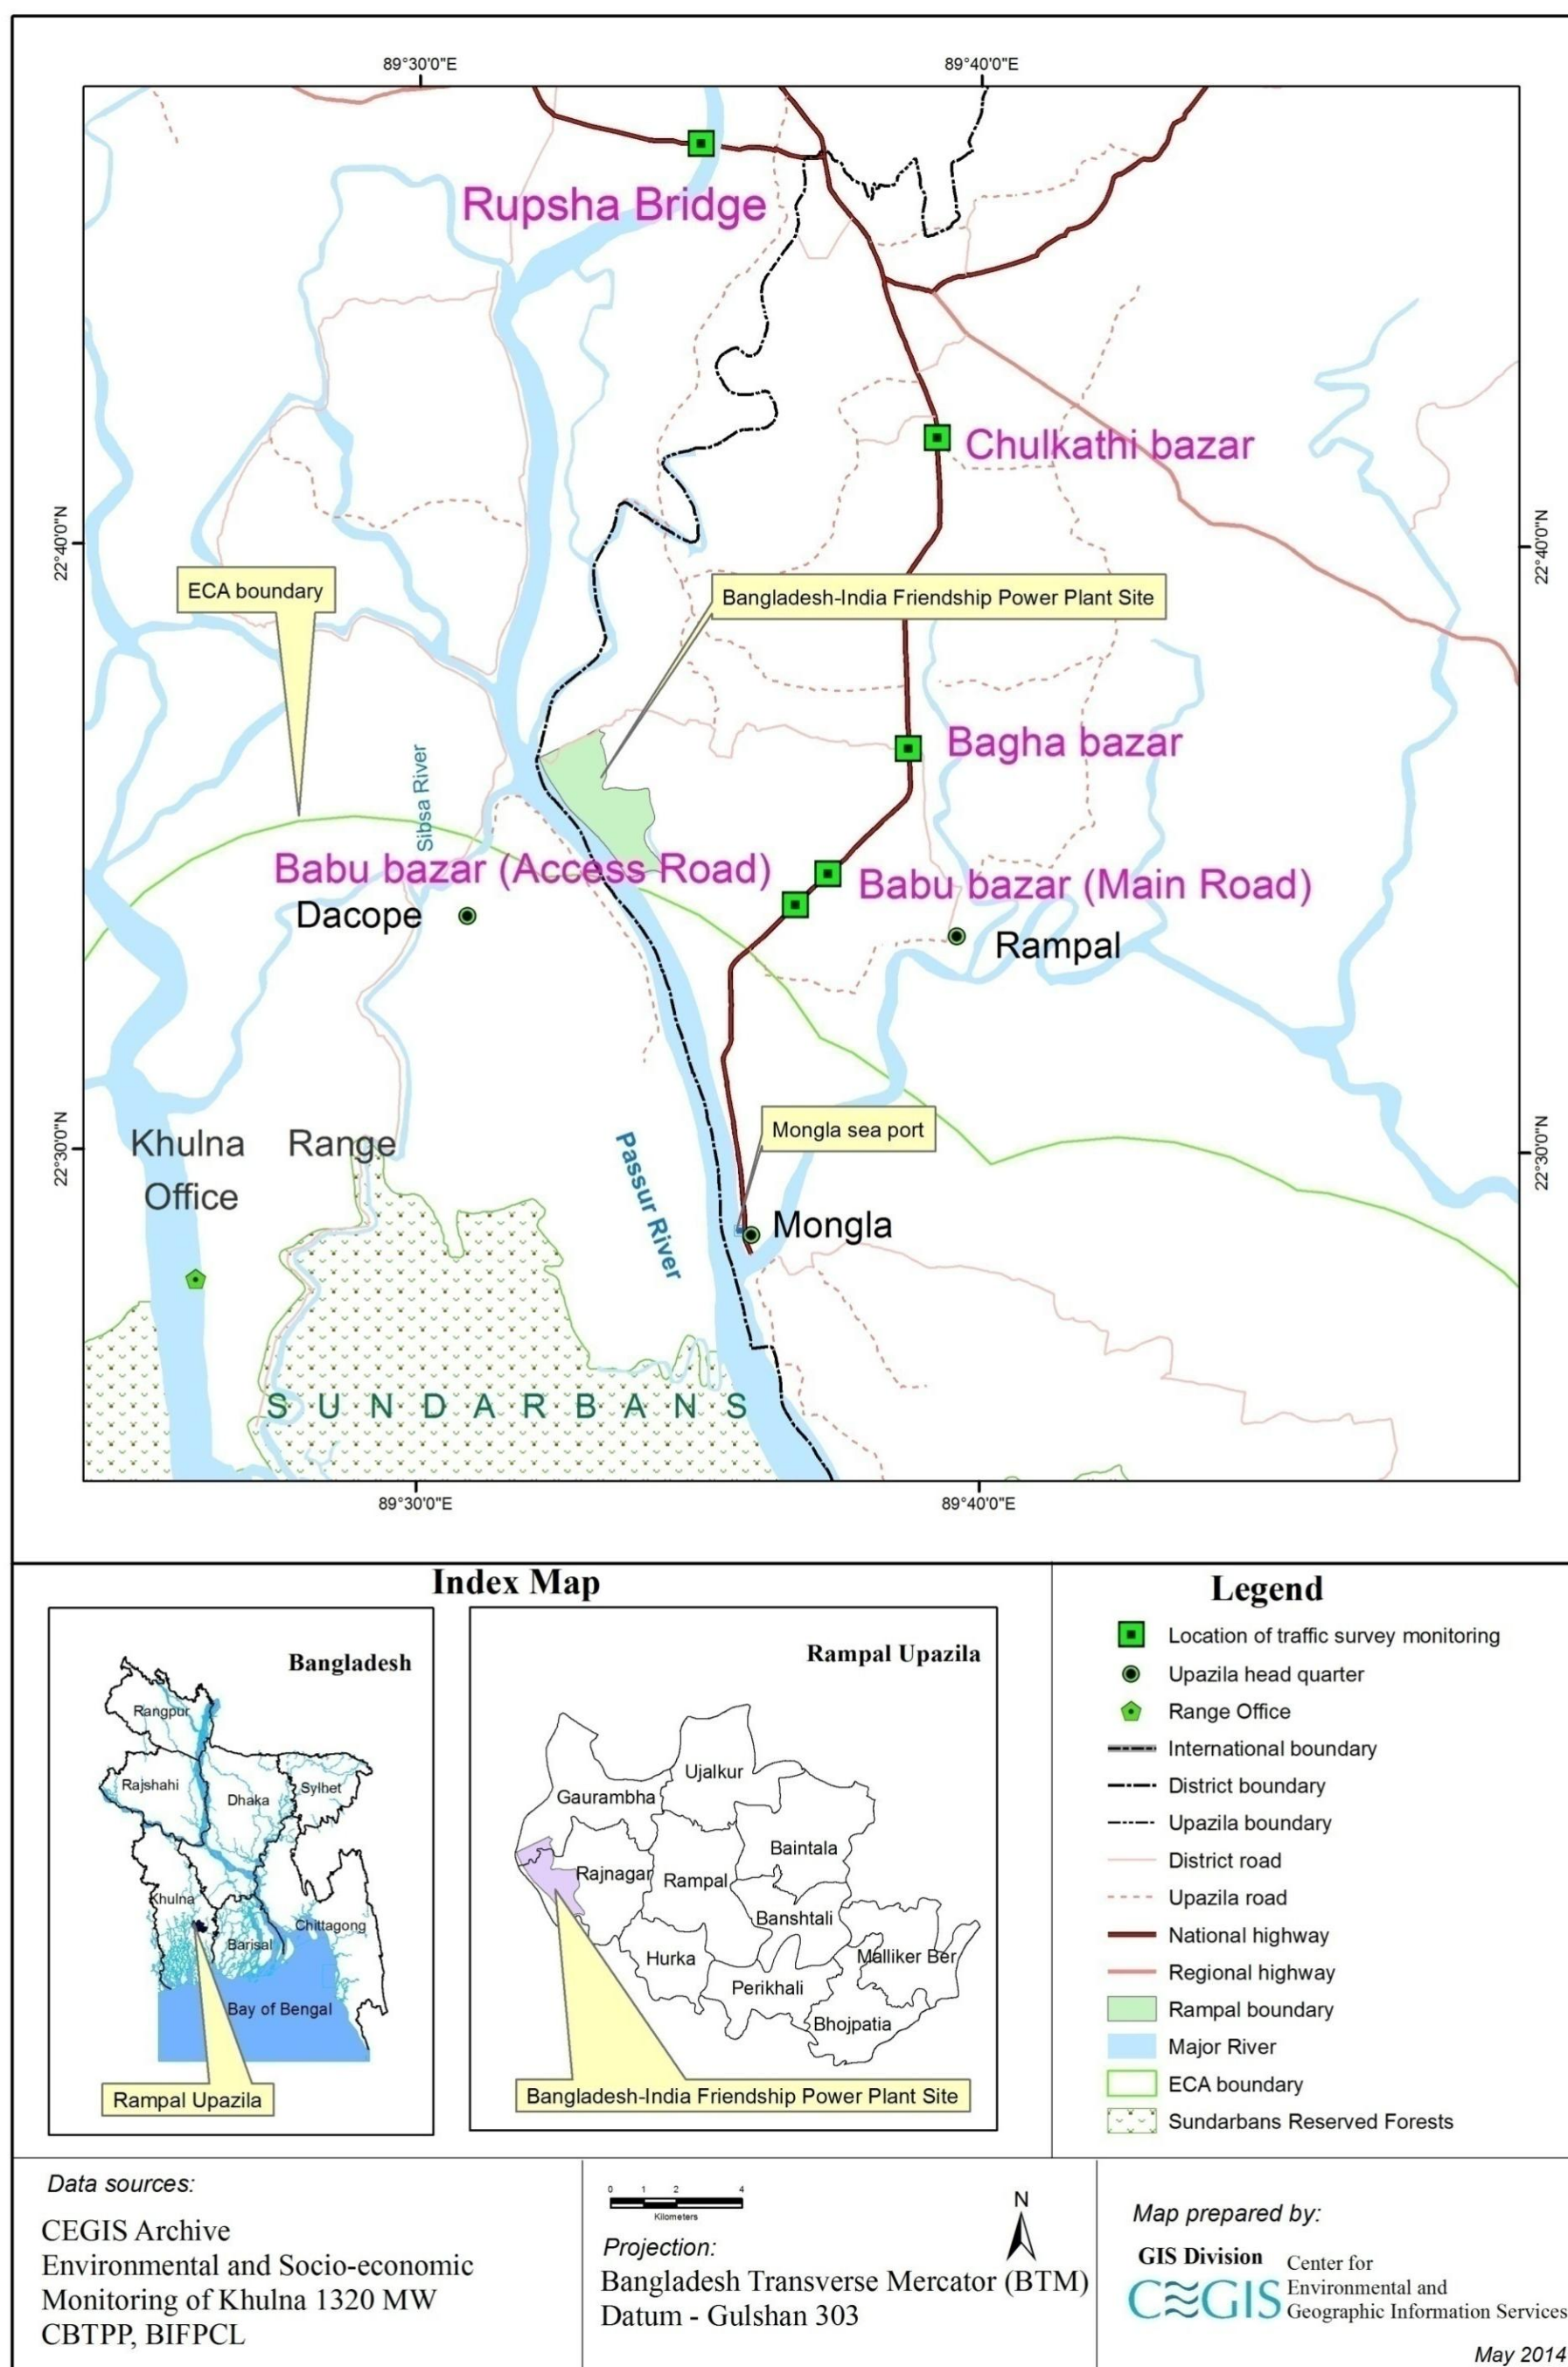 89°30'0"E
89°40'0"E
Rupsha Bridge
Chulkathi bazar
22°40'0"N
22°40'0"N
ECA boundary
Bangladesh-India Friendship Power Plant Site
Bagha bazar
Sibsa River
Babu bazar (Access Road)
Babu bazar (Main Road)
Dacope
Rampal
22°30'0"N
22°30'0"N
Mongla sea port
Khulna Range
Office
Passur River
Mongla
SUNDARBANS
89°30'0"E
89°40'0"E
Index Map
Bangladesh
Rangpur
Rajshahi
Dhaka
Sylhet
Khulna
Barisal
Chittagong
Bay of Bengal
Rampal Upazila
Rampal Upazila
Ujalkur
Gaurambha
Baintala
Rajnagar
Rampal
Banshtali
Hurka
Malliker Ber
Perikhali
Bhojpatia
Bangladesh-India Friendship Power Plant Site
Legend
Location of traffic survey monitoring
Upazila head quarter
Range Office
International boundary
District boundary
Upazila boundary
District road
Upazila road
National highway
Regional highway
Rampal boundary
Major River
ECA boundary
Sundarbans Reserved Forests
Data sources:
CEGIS Archive
Environmental and Socio-economic
Monitoring of Khulna 1320 MW
CBTPP, BIFPCL
0 1 2 4
Kilometers
N
Projection:
Bangladesh Transverse Mercator (BTM)
Datum - Gulshan 303
Map prepared by:
GIS Division
CEGIS
Center for
Environmental and
Geographic Information Services
May 2014